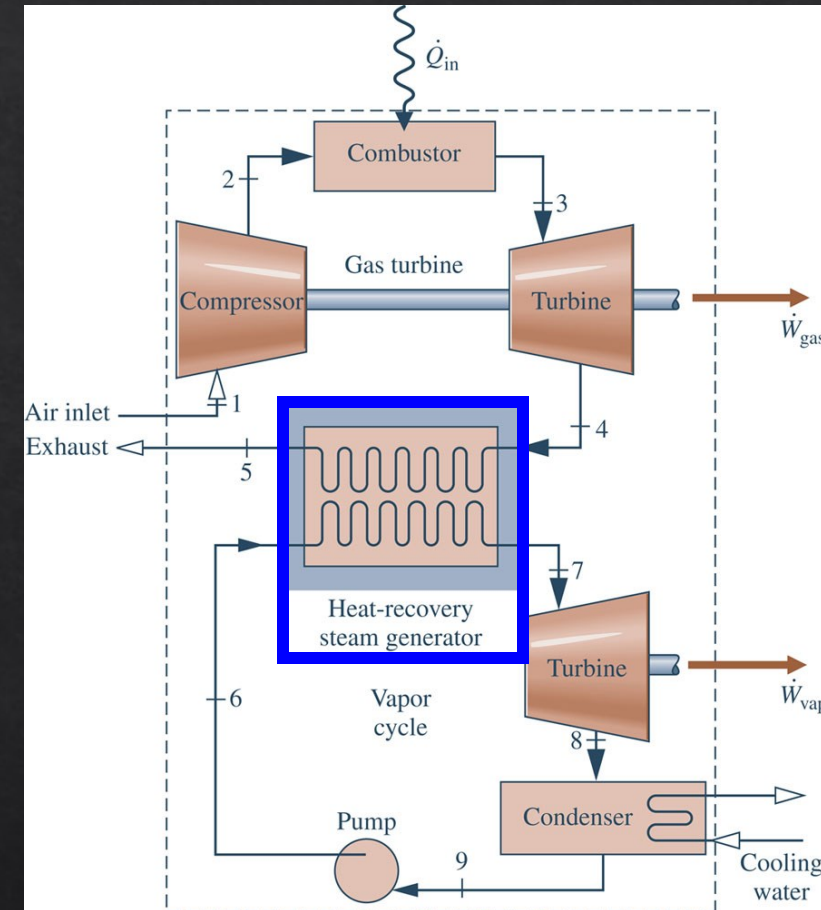 Q̇in
Combustor
2
3
Gas turbine
Compressor
Turbine
Ẇgas
1
Air inlet
Exhaust
4
5
7
Heat-recovery
steam generator
Turbine
Ẇvap
6
Vapor
cycle
8
Condenser
Pump
9
Cooling
water